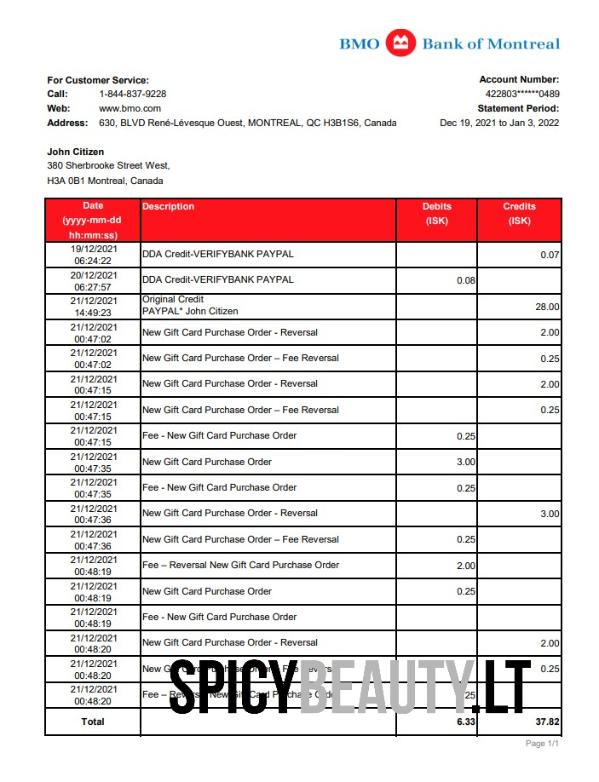 BMO Bank of Montreal
For Customer Service:
Call: 1-844-837-9228
Web: www.bmo.com
Address: 630, BLVD René-Lévesque Ouest, MONTREAL, QC H3B1S6, Canada
Account Number:
422803******0489
Statement Period:
Dec 19, 2021 to Jan 3, 2022
John Citizen
380 Sherbrooke Street West,
H3A 0B1 Montreal, Canada
Date (yyyy-mm-dd hh:mm:ss) Description Debits (ISK) Credits (ISK)
19/12/2021 06:24:22 DDA Credit-VERIFYBANK PAYPAL 0.07
20/12/2021 06:27:57 DDA Credit-VERIFYBANK PAYPAL 0.08
21/12/2021 14:49:23 Original Credit PAYPAL* John Citizen 28.00
21/12/2021 00:47:02 New Gift Card Purchase Order - Reversal 2.00
21/12/2021 00:47:02 New Gift Card Purchase Order – Fee Reversal 0.25
21/12/2021 00:47:15 New Gift Card Purchase Order - Reversal 2.00
21/12/2021 00:47:15 New Gift Card Purchase Order – Fee Reversal 0.25
21/12/2021 00:47:15 Fee - New Gift Card Purchase Order 0.25
21/12/2021 00:47:35 New Gift Card Purchase Order 3.00
21/12/2021 00:47:35 Fee - New Gift Card Purchase Order 0.25
21/12/2021 00:47:36 New Gift Card Purchase Order - Reversal 3.00
21/12/2021 00:47:36 New Gift Card Purchase Order – Fee Reversal 0.25
21/12/2021 00:48:19 Fee – Reversal New Gift Card Purchase Order 2.00
21/12/2021 00:48:19 New Gift Card Purchase Order 0.25
21/12/2021 00:48:19 Fee - New Gift Card Purchase Order
21/12/2021 00:48:20 New Gift Card Purchase Order - Reversal 2.00
21/12/2021 00:48:20 New Gift Card Purchase Order – Fee Reversal 0.25
21/12/2021 00:48:20 Fee – Reversal New Gift Card Purchase Order
SPICYBEAUTY.LT
Total 6.33 37.82
Page 1/1